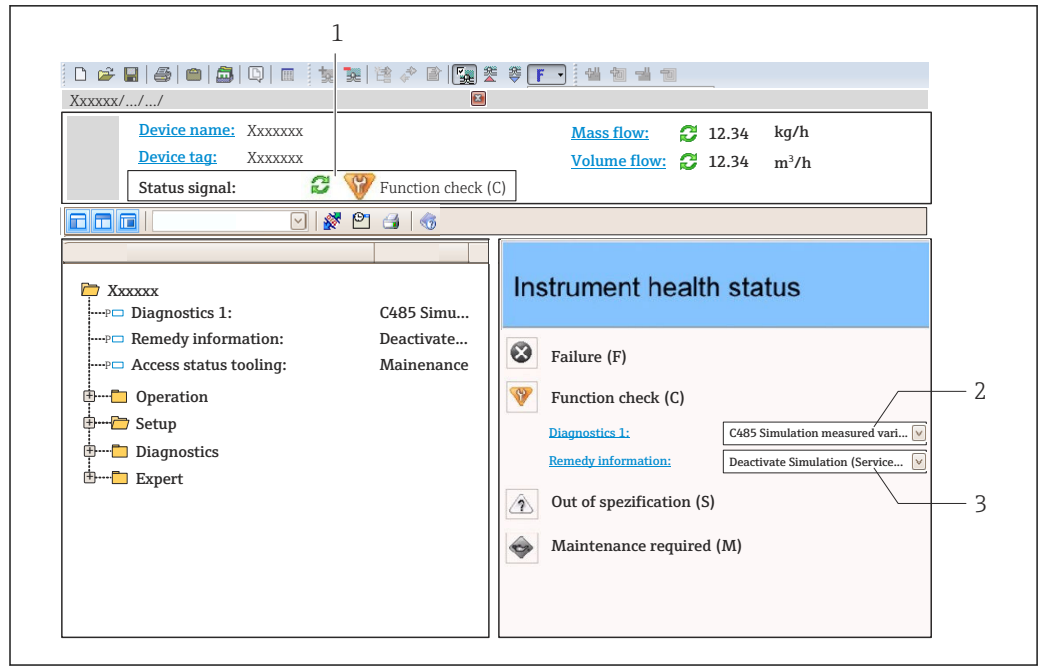 1
F
Xxxxxx/.../.../
Device name: Xxxxxxx
Mass flow: 12.34 kg/h
Device tag: Xxxxxxx
Volume flow: 12.34 m³/h
Status signal: Function check (C)
Xxxxxx
Diagnostics 1: C485 Simu...
Remedy information: Deactivate...
Access status tooling: Mainenance
Operation
Setup
Diagnostics
Expert
Instrument health status
Failure (F)
Function check (C)
Diagnostics 1: C485 Simulation measured vari...
Remedy information: Deactivate Simulation (Service...
Out of spezification (S)
Maintenance required (M)
2
3